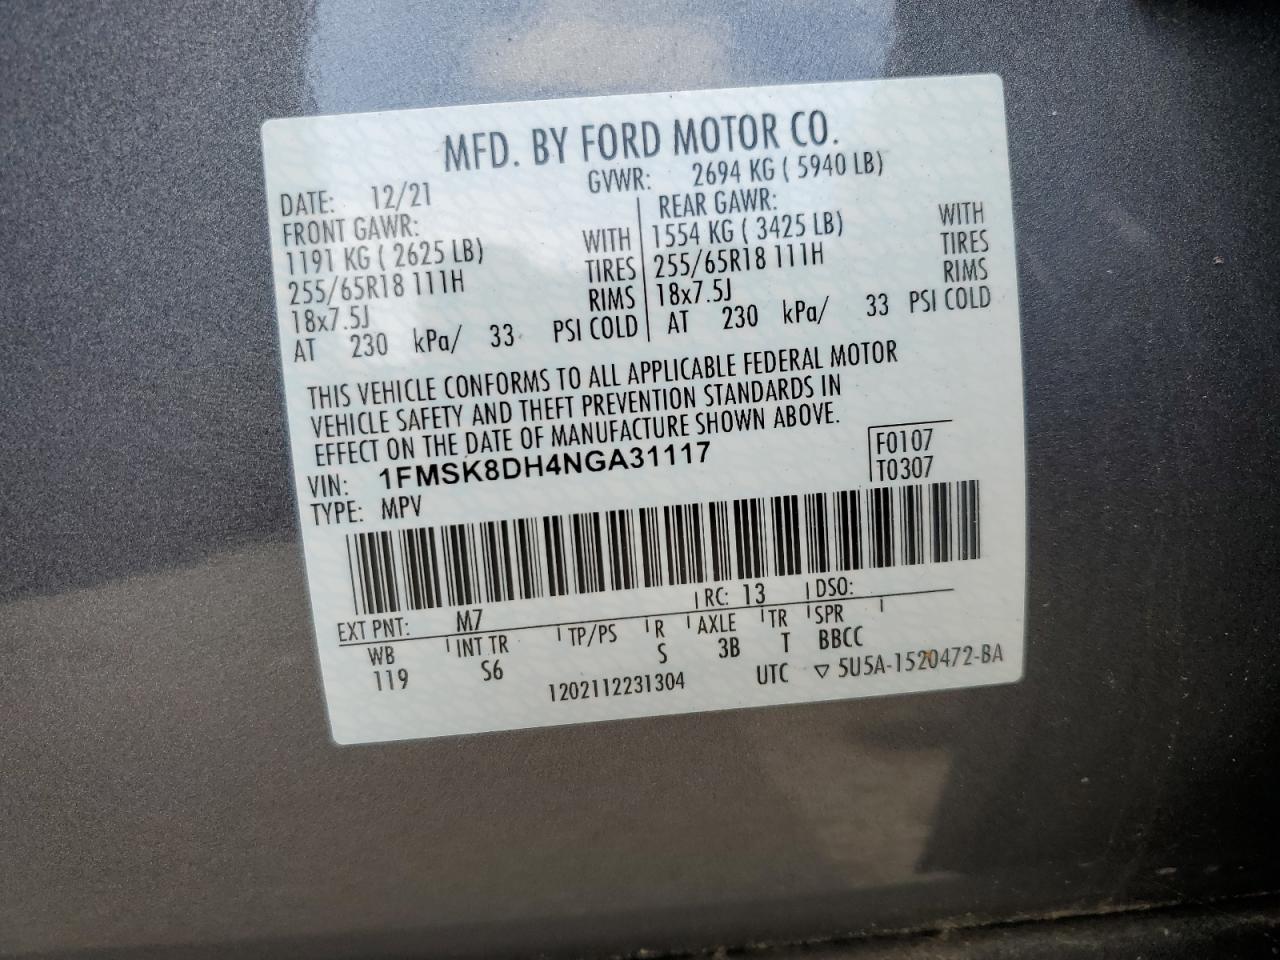 MFD. BY FORD MOTOR CO.
DATE: 12/21 GVWR: 2694 KG ( 5940 LB)
FRONT GAWR: REAR GAWR:
1191 KG ( 2625 LB) WITH 1554 KG ( 3425 LB) WITH
255/65R18 111H TIRES 255/65R18 111H TIRES
18x7.5J RIMS 18x7.5J RIMS
AT 230 kPa/ 33 PSI COLD AT 230 kPa/ 33 PSI COLD
THIS VEHICLE CONFORMS TO ALL APPLICABLE FEDERAL MOTOR
VEHICLE SAFETY AND THEFT PREVENTION STANDARDS IN
EFFECT ON THE DATE OF MANUFACTURE SHOWN ABOVE.
VIN: 1FMSK8DH4NGA31117 F0107
TYPE: MPV T0307
EXT PNT: M7 RC: 13 DSO:
WB INT TR TP/PS R AXLE TR SPR
119 S6 S 3B T BBCC
1202112231304 UTC ▽ 5U5A-1520472-BA